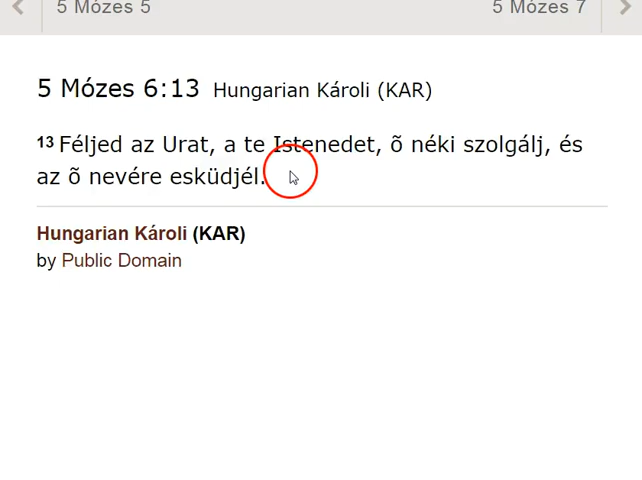 5 Mózes 5 5 Mózes 7
5 Mózes 6:13 Hungarian Károli (KAR)
13 Féljed az Urat, a te Istenedet, õ néki szolgálj, és
az õ nevére esküdjél.
Hungarian Károli (KAR)
by Public Domain